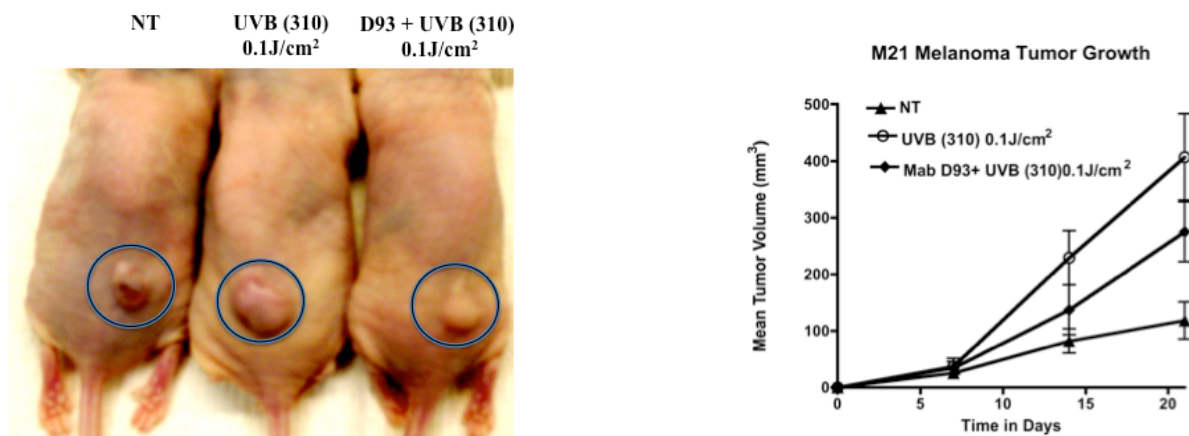 NT
UVB (310)
0.1J/cm²
D93 + UVB (310)
0.1J/cm²
M21 Melanoma Tumor Growth
Mean Tumor Volume (mm³)
500
400
300
200
100
0
NT
UVB (310) 0.1J/cm²
Mab D93+ UVB (310)0.1J/cm²
0 5 10 15 20
Time in Days